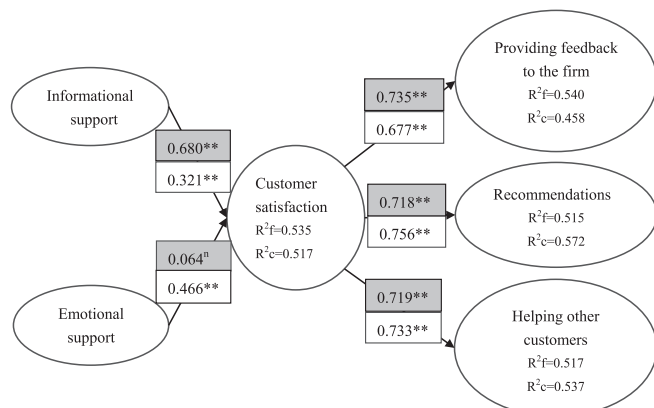 Informational
support
0.680**
0.321**
0.064ⁿ
0.466**
Emotional
support
Customer
satisfaction
R²f=0.535
R²c=0.517
0.735**
0.677**
0.718**
0.756**
0.719**
0.733**
Providing feedback
to the firm
R²f=0.540
R²c=0.458
Recommendations
R²f=0.515
R²c=0.572
Helping other
customers
R²f=0.517
R²c=0.537